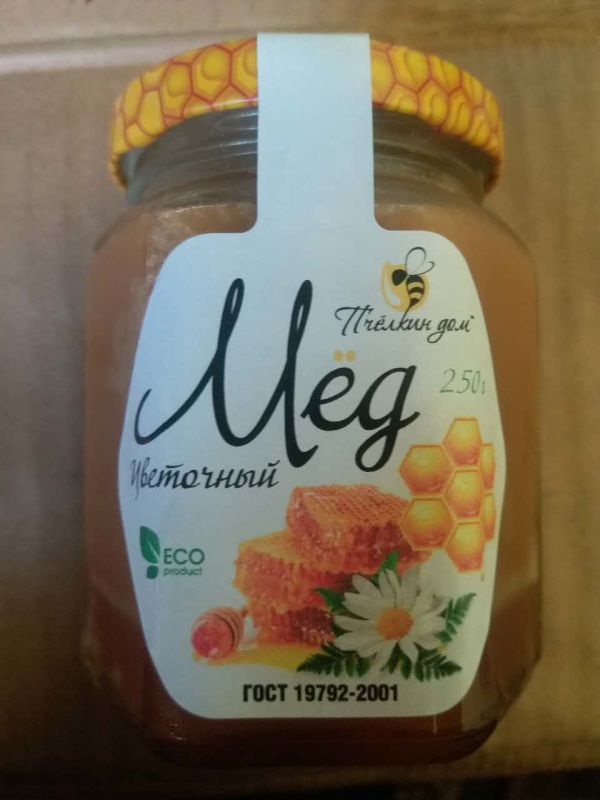 Пчёлкин дом
Мёд
250г
Цветочный
ECO
product
ГОСТ 19792-2001